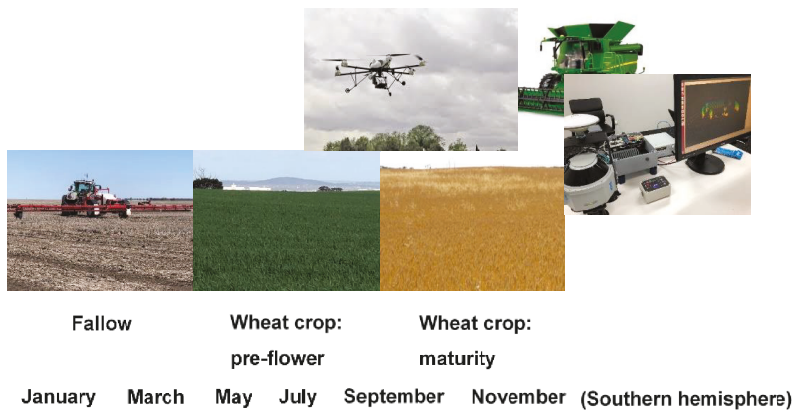 Fallow
Wheat crop:
pre-flower
Wheat crop:
maturity
January March May July September November (Southern hemisphere)